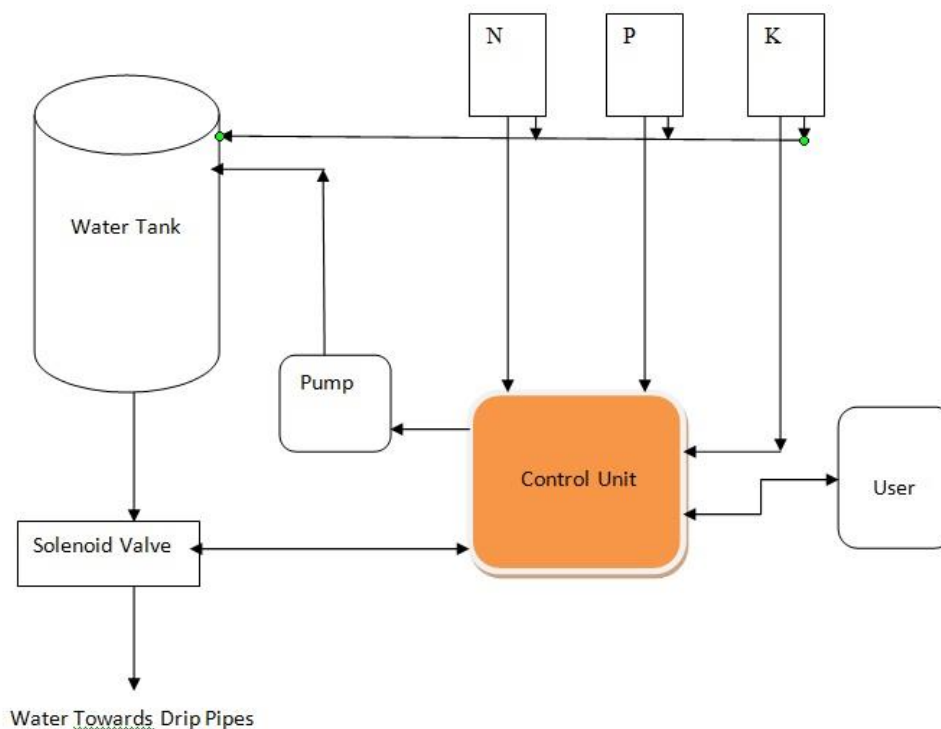 N
P
K
Water Tank
Pump
Control Unit
User
Solenoid Valve
Water Towards Drip Pipes